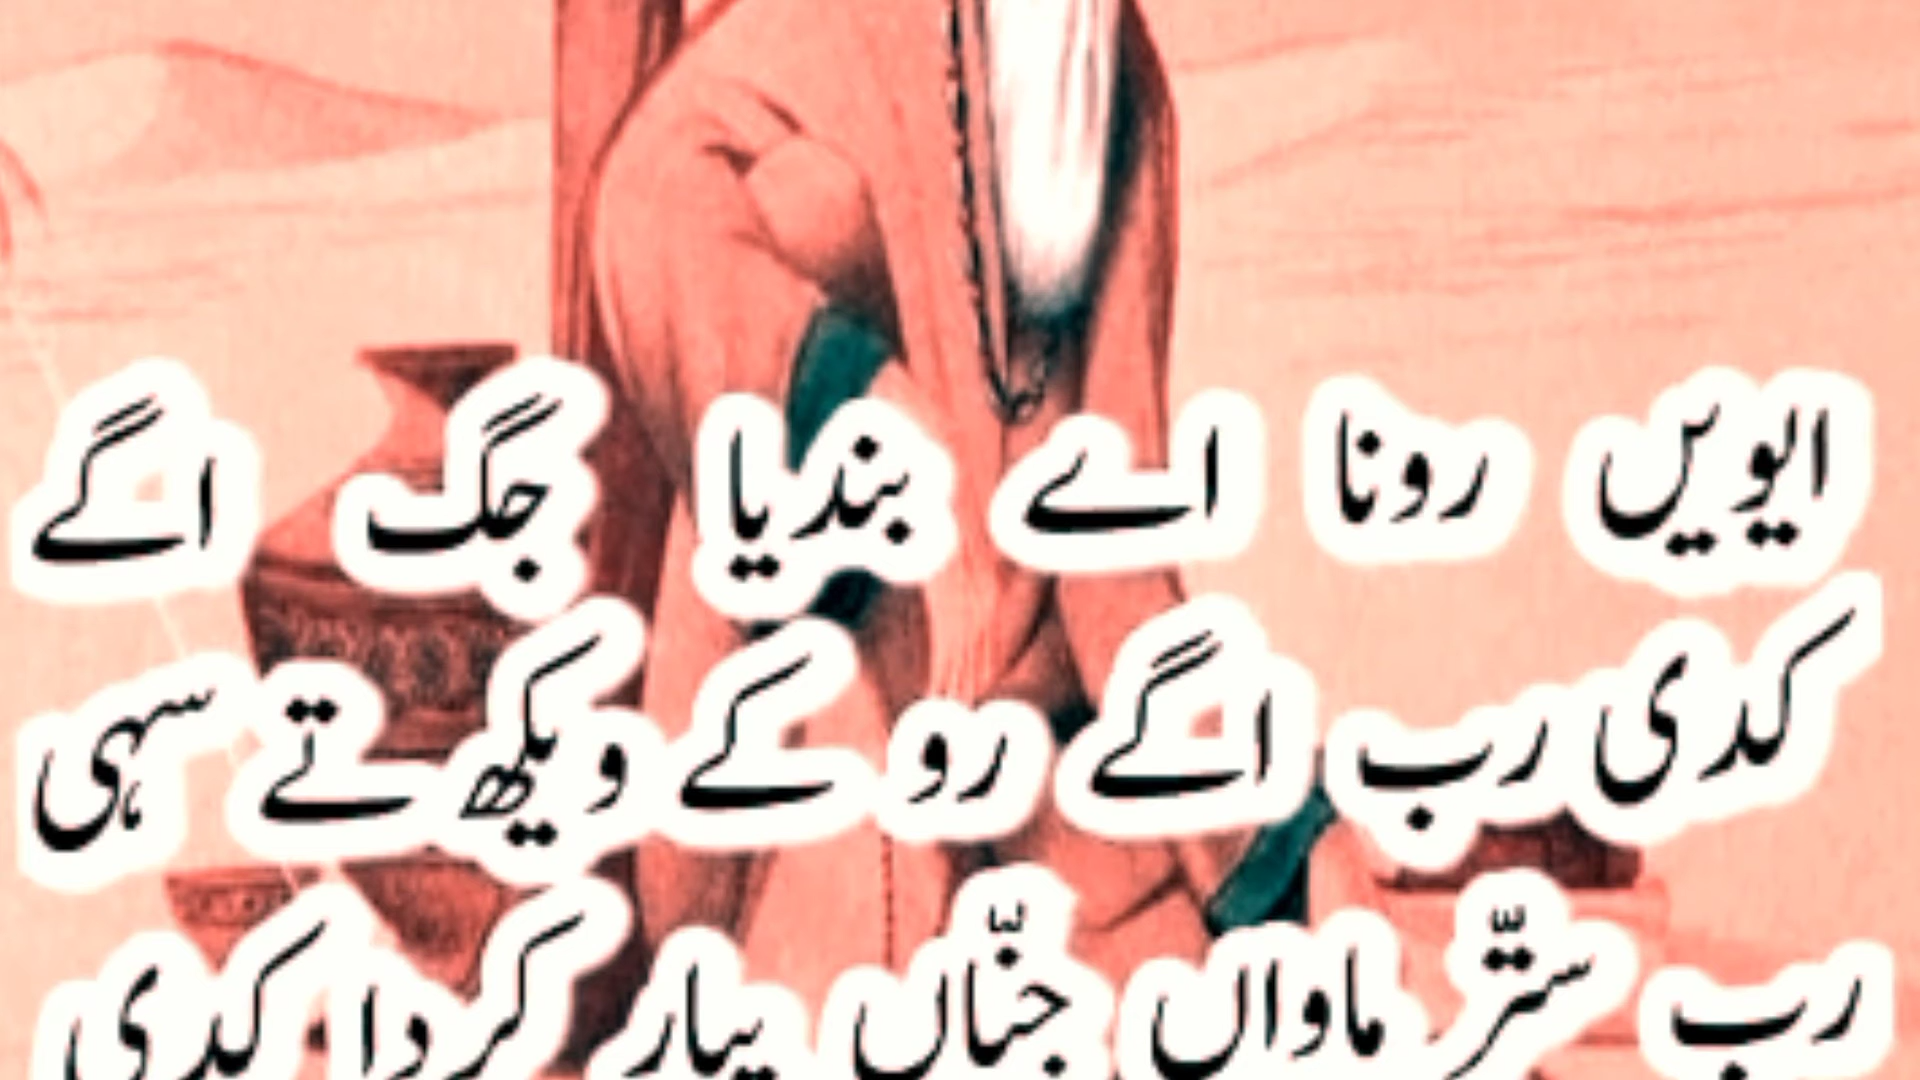 ایویں رونا اے بندیا جگ اگے
کدی رب اگے رو کے ویکھ تے سہی
رب ستّر ماواں جنّاں پیار کردا کدی